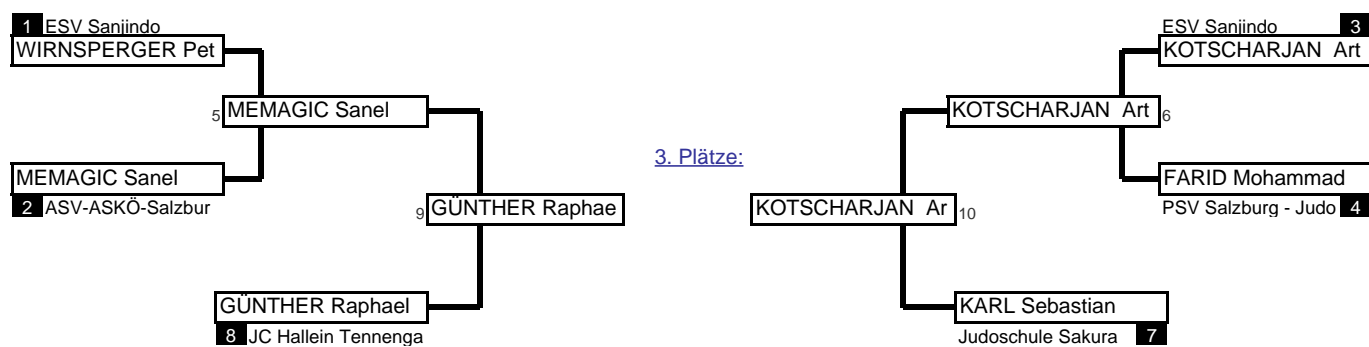 1 ESV Sanjindo
WIRNSPERGER Pet
5 MEMAGIC Sanel
MEMAGIC Sanel
2 ASV-ASKÖ-Salzbur
9 GÜNTHER Raphae
GÜNTHER Raphael
8 JC Hallein Tennenga
3. Plätze:
ESV Sanjindo 3
KOTSCHARJAN Art
KOTSCHARJAN Art 6
FARID Mohammad
PSV Salzburg - Judo 4
KOTSCHARJAN Ar 10
KARL Sebastian
Judoschule Sakura 7